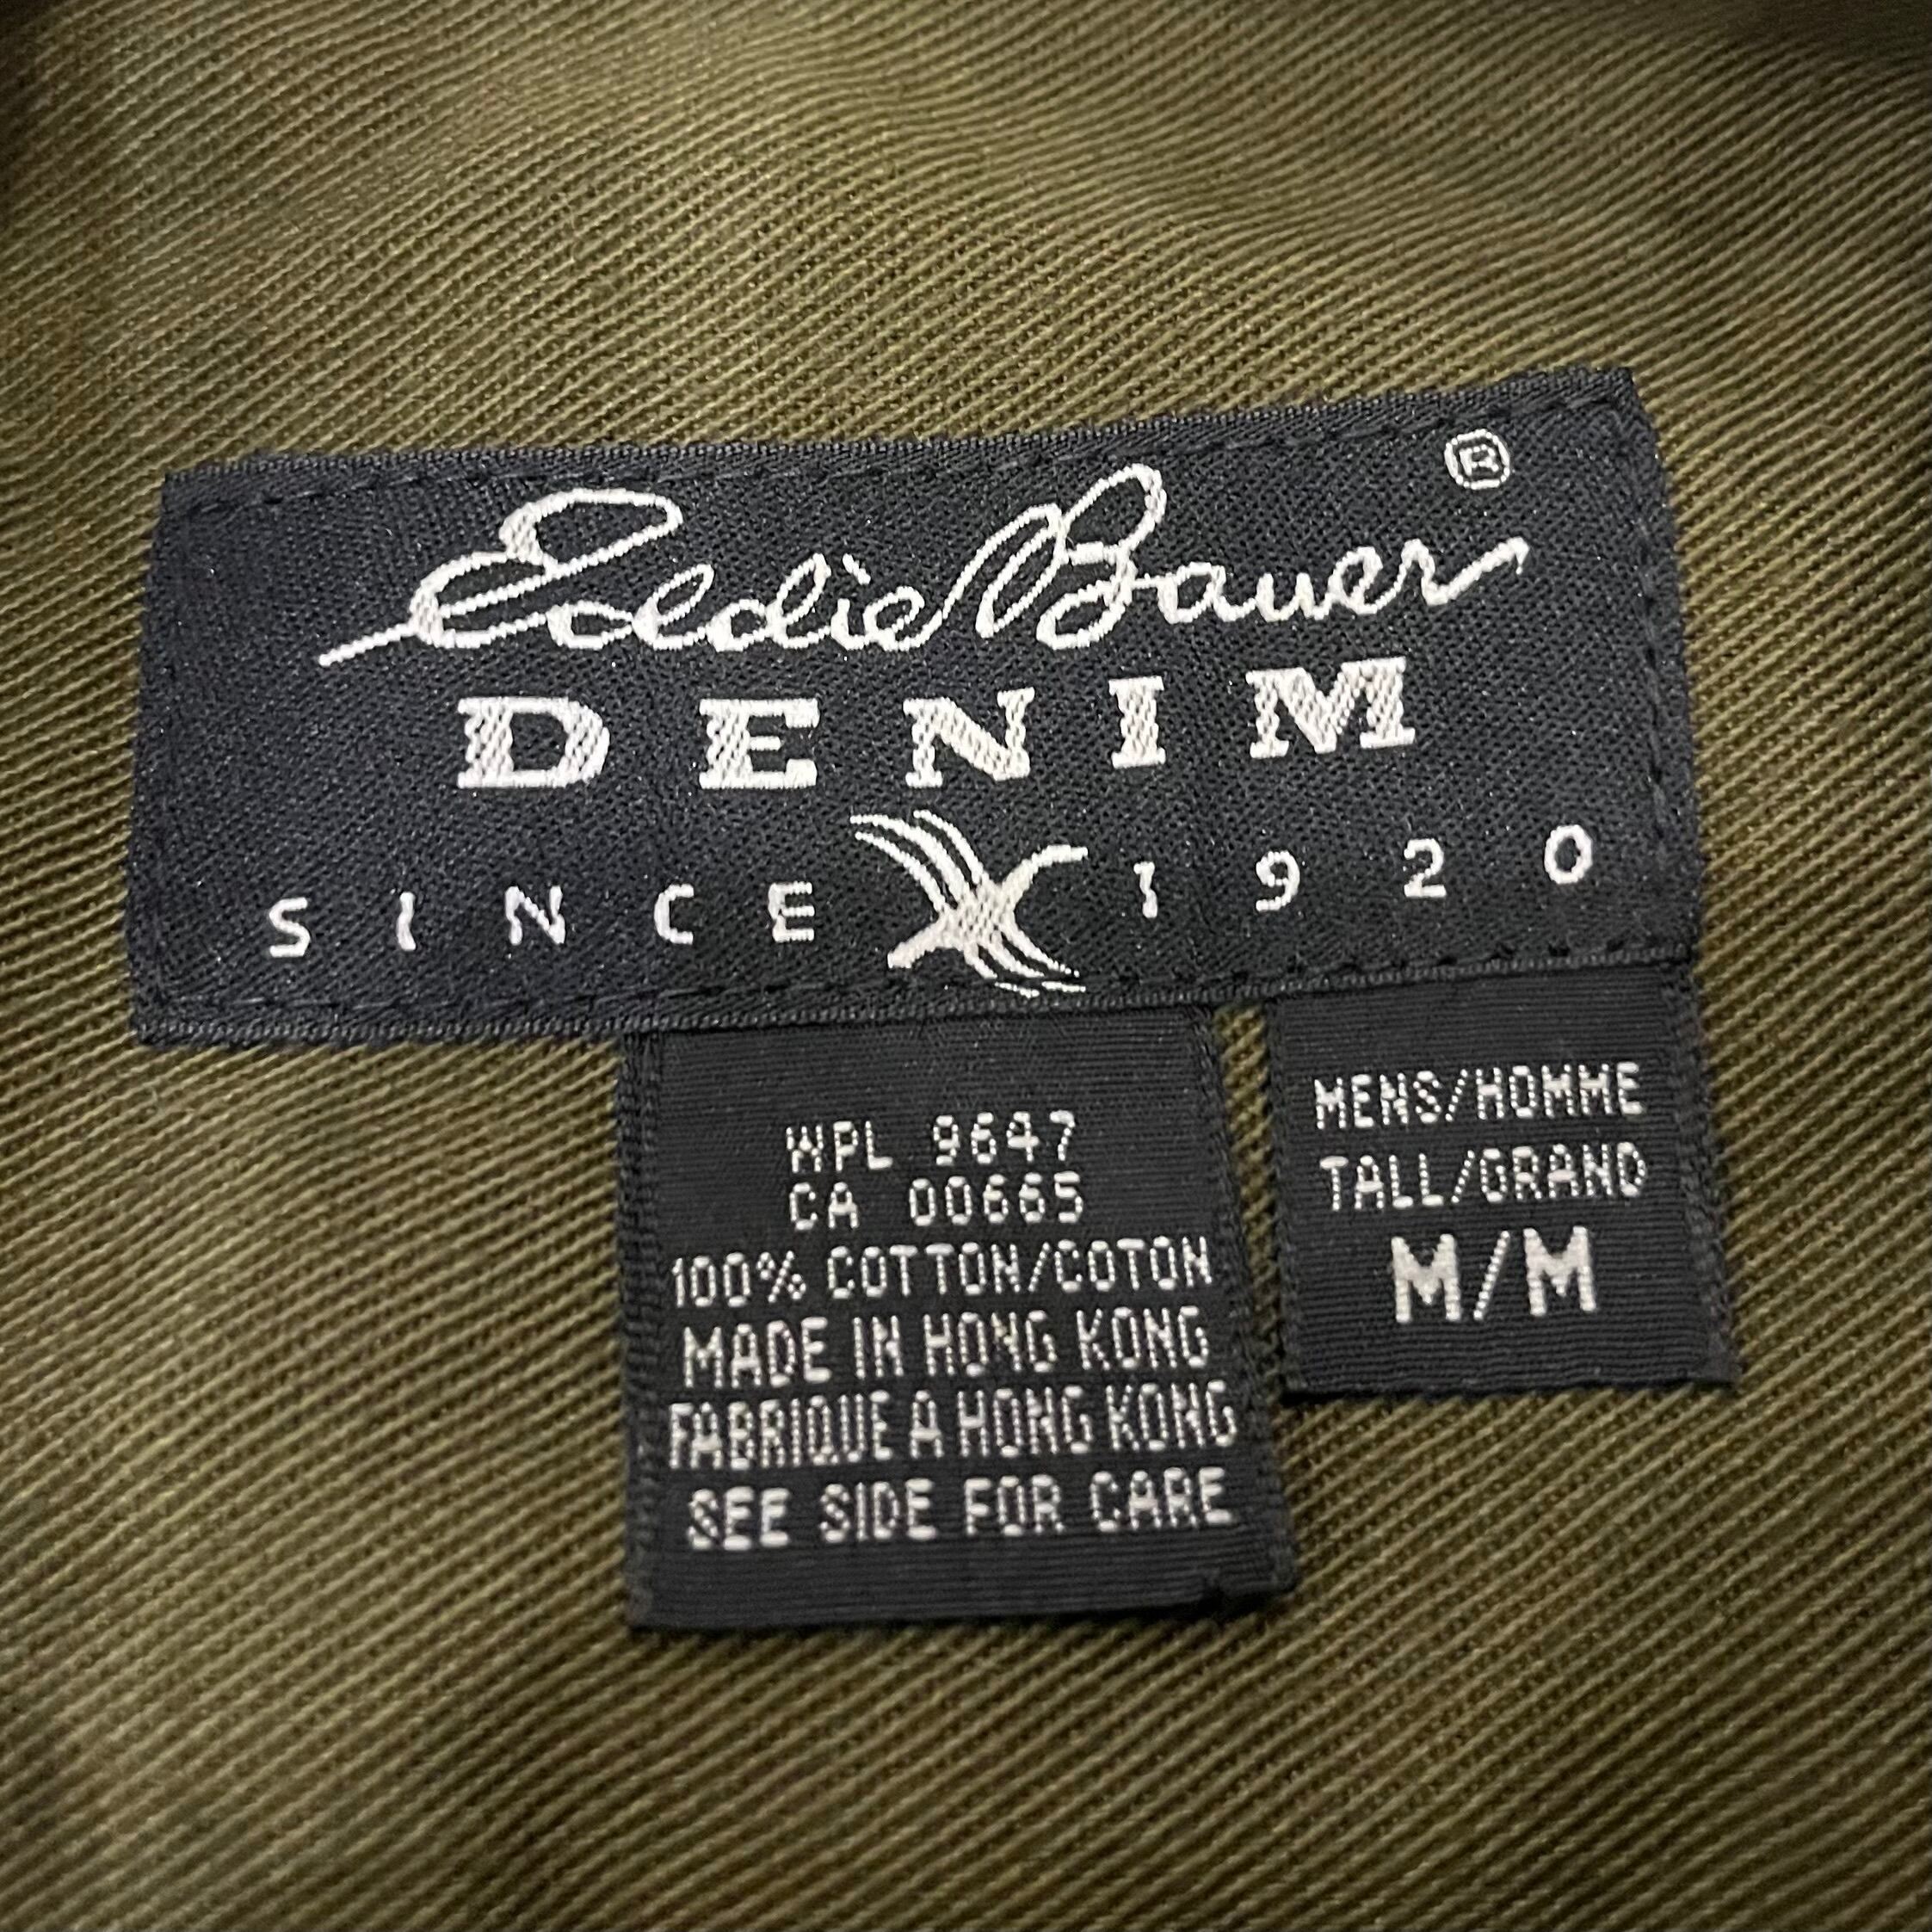 Eddie Bauer®
DENIM
SINCE 1920
WPL 9647
CA 00665
100% COTTON/COTON
MADE IN HONG KONG
FABRIQUE A HONG KONG
SEE SIDE FOR CARE
MENS/HOMME
TALL/GRAND
M/M